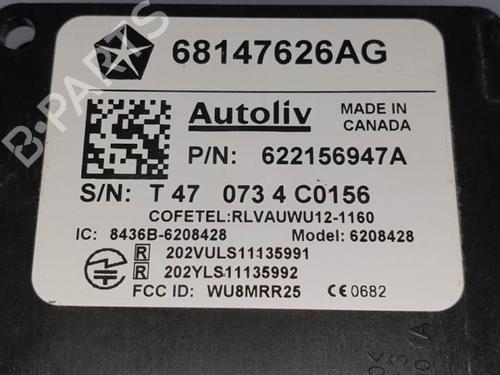 68147626AG
Autoliv MADE IN CANADA
P/N: 622156947A
S/N: T 47 073 4 C0156
COFETEL:RLVAUWU12-1160
IC: 8436B-6208428 Model: 6208428
R 202VULS11135991
R 202YLS11135992
FCC ID: WU8MRR25 CE 0682
B-PARTS